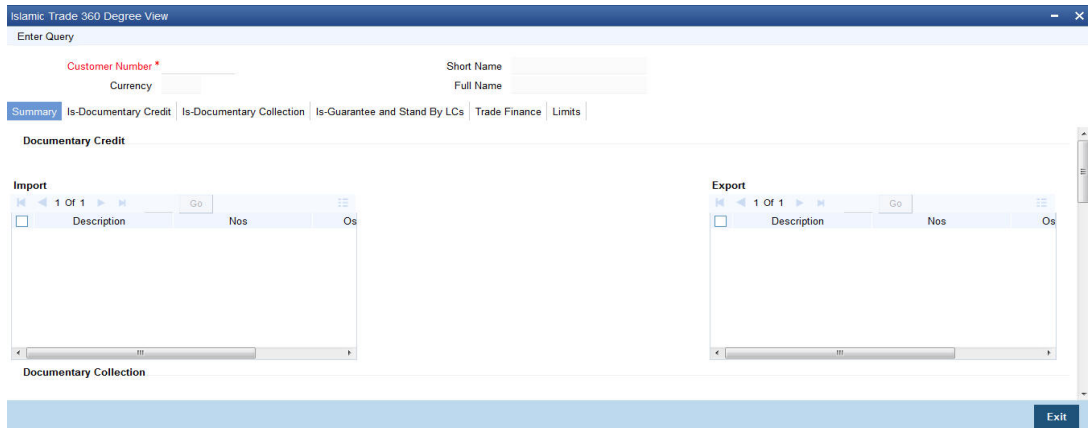 Islamic Trade 360 Degree View
Enter Query
Customer Number * Short Name
Currency Full Name
Summary Is-Documentary Credit Is-Documentary Collection Is-Guarantee and Stand By LCs Trade Finance Limits
Documentary Credit
Import Export
1 Of 1 Go 1 Of 1 Go
Description Nos Os Description Nos Os
Documentary Collection
Exit